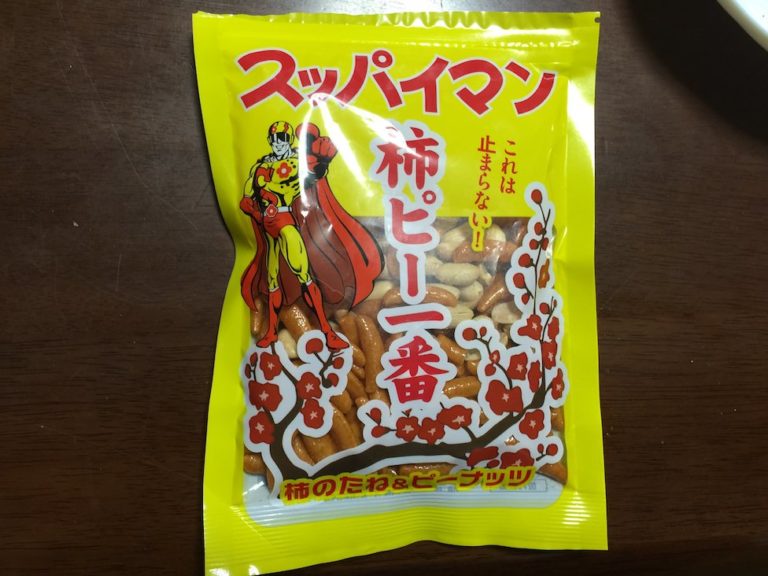 スッパイマン
これは
止まらない!
柿ピー一番
柿のたね&ピーナッツ